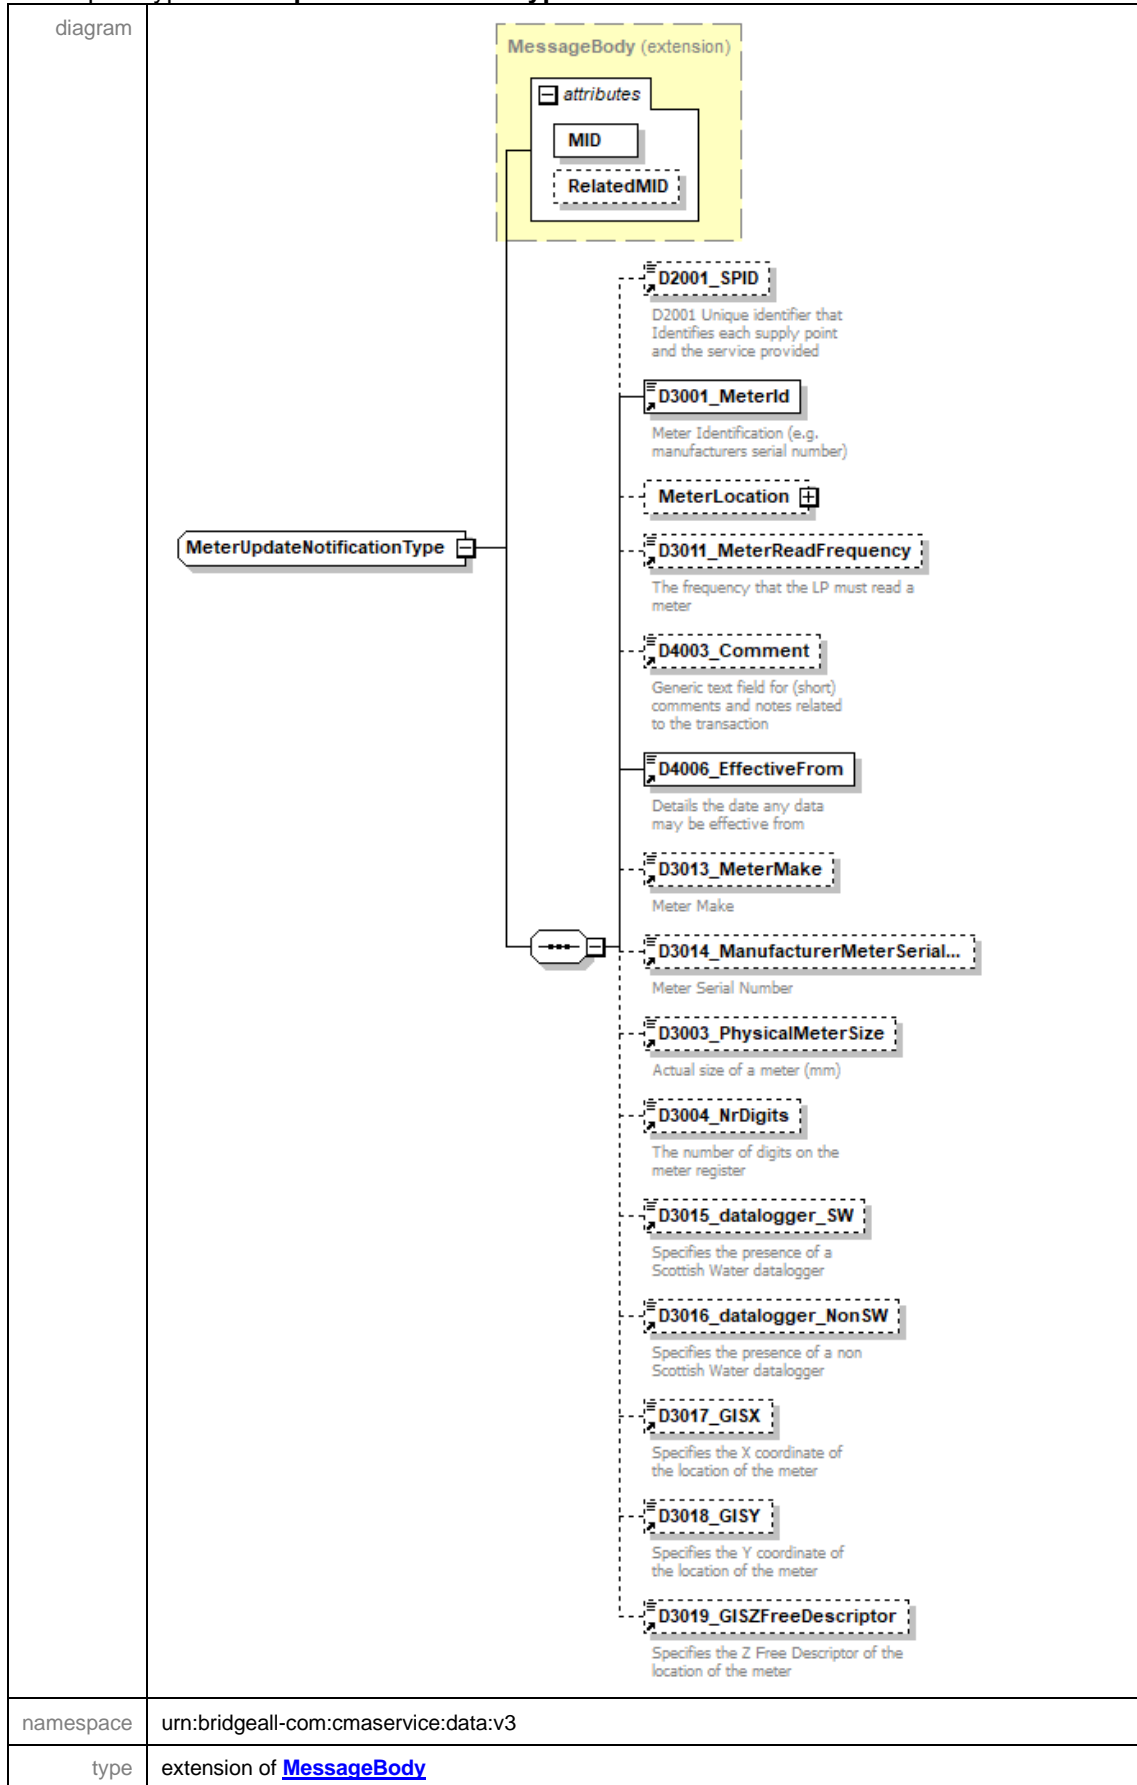 diagram
MessageBody (extension)
attributes
MID
RelatedMID
D2001_SPID
D2001 Unique identifier that
Identifies each supply point
and the service provided
D3001_MeterId
Meter Identification (e.g.
manufacturers serial number)
MeterLocation
MeterUpdateNotificationType
D3011_MeterReadFrequency
The frequency that the LP must read a
meter
D4003_Comment
Generic text field for (short)
comments and notes related
to the transaction
D4006_EffectiveFrom
Details the date any data
may be effective from
D3013_MeterMake
Meter Make
D3014_ManufacturerMeterSerial...
Meter Serial Number
D3003_PhysicalMeterSize
Actual size of a meter (mm)
D3004_NrDigits
The number of digits on the
meter register
D3015_datalogger_SW
Specifies the presence of a
Scottish Water datalogger
D3016_datalogger_NonSW
Specifies the presence of a non
Scottish Water datalogger
D3017_GISX
Specifies the X coordinate of
the location of the meter
D3018_GISY
Specifies the Y coordinate of
the location of the meter
D3019_GISZFreeDescriptor
Specifies the Z Free Descriptor of the
location of the meter
namespace urn:bridgeall-com:cmaservice:data:v3
type extension of MessageBody